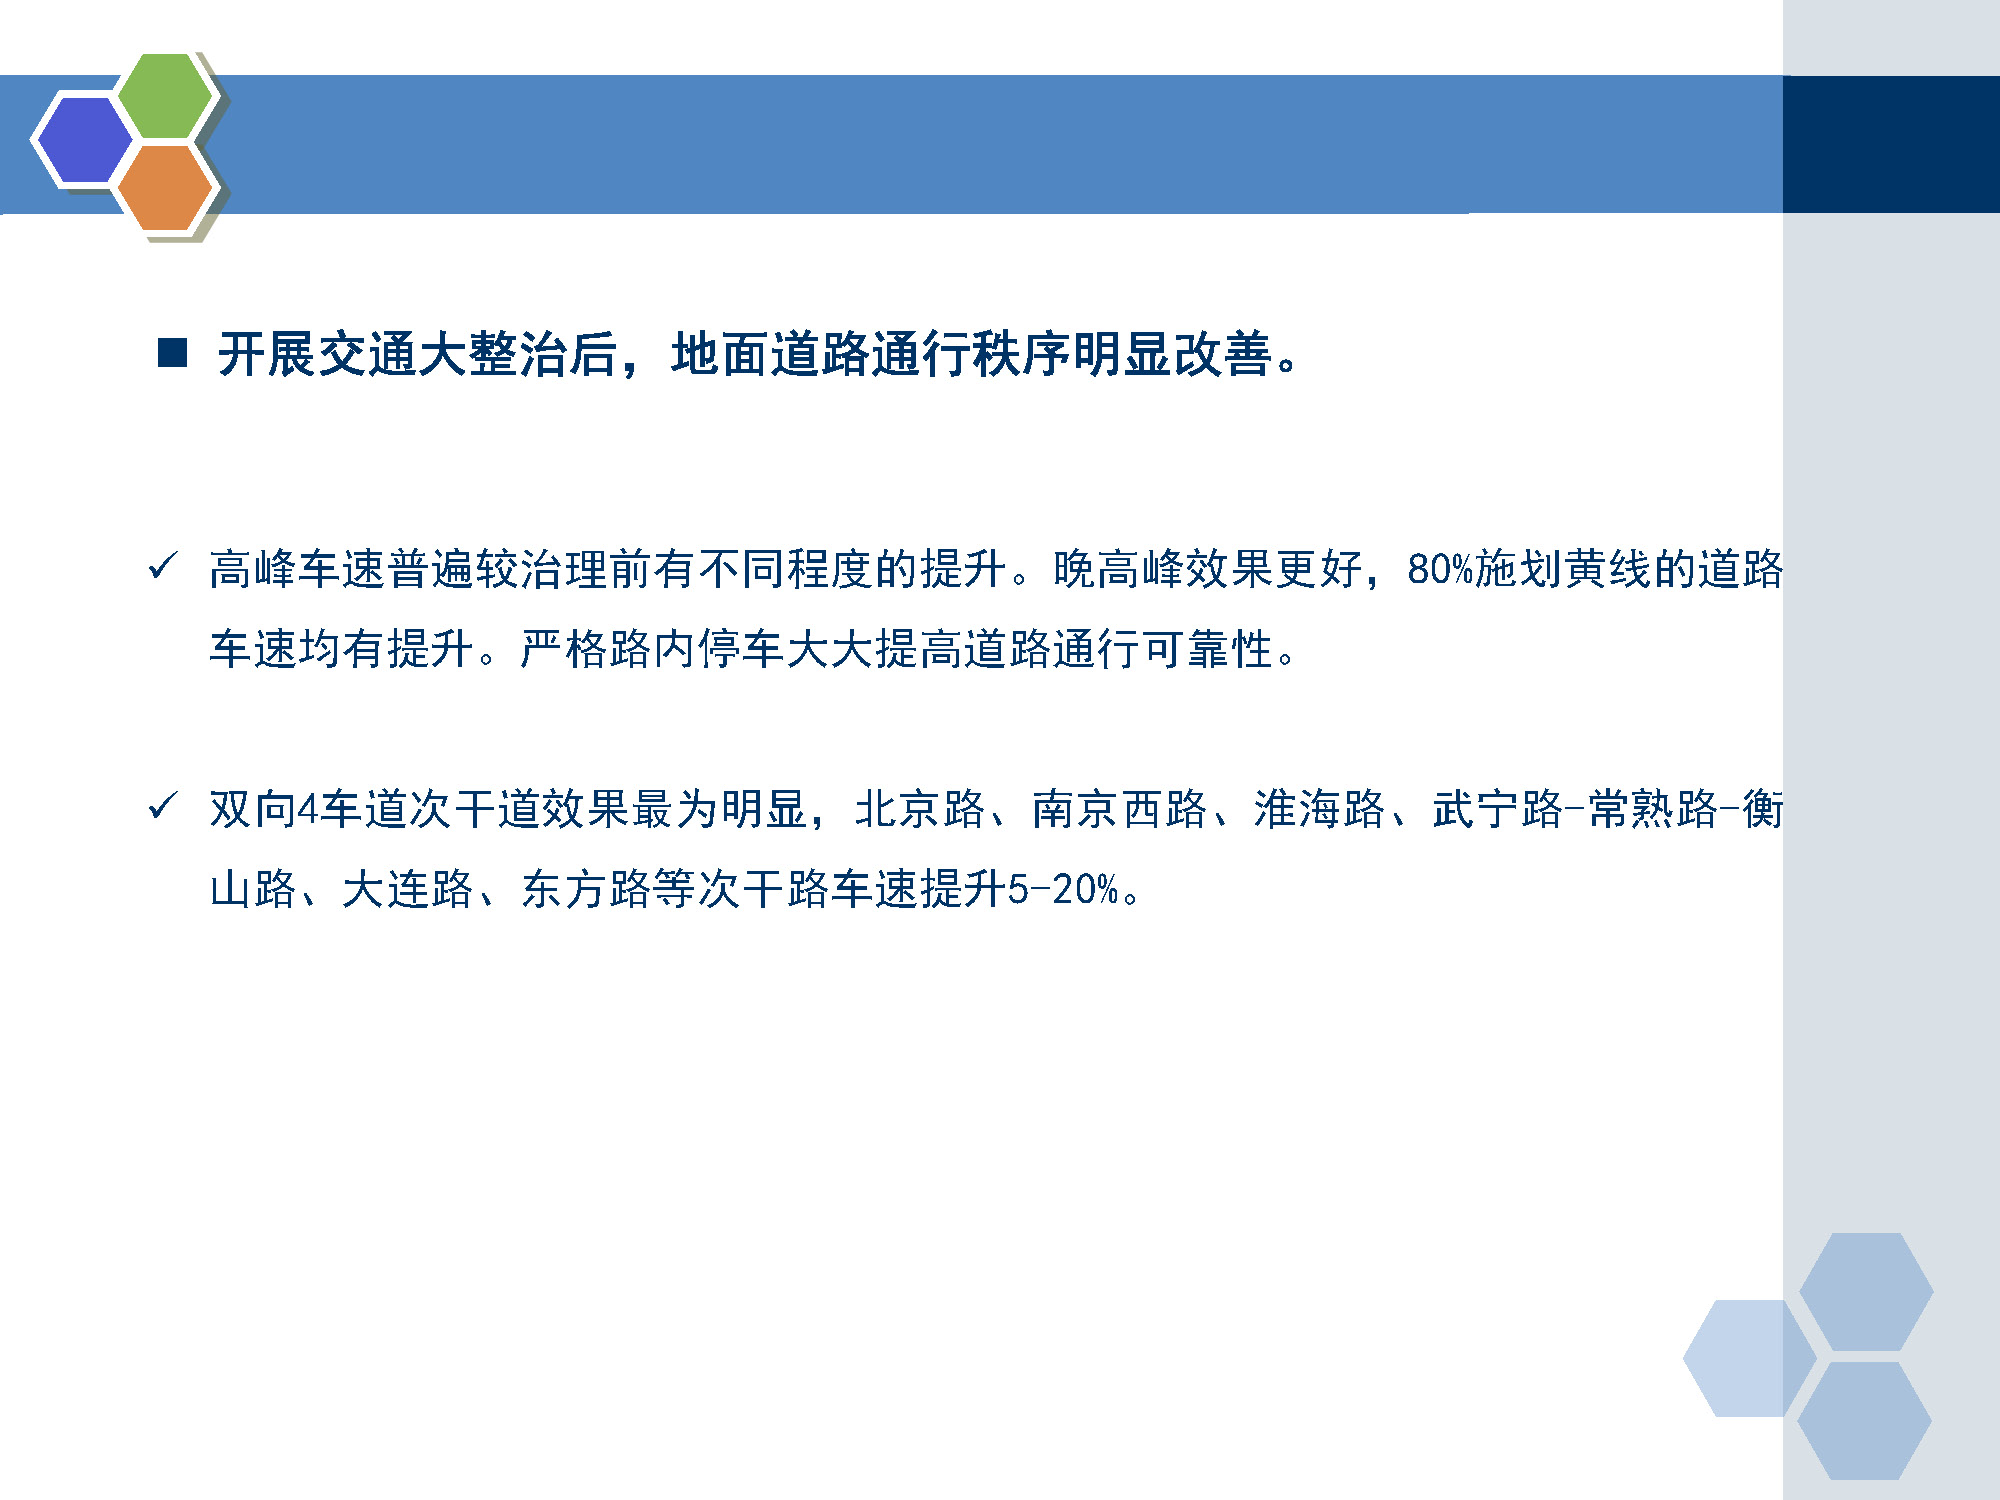 ■ 开展交通大整治后，地面道路通行秩序明显改善。
✓ 高峰车速普遍较治理前有不同程度的提升。晚高峰效果更好，80%施划黄线的道路
车速均有提升。严格路内停车大大提高道路通行可靠性。
✓ 双向4车道次干道效果最为明显，北京路、南京西路、淮海路、武宁路-常熟路-衡
山路、大连路、东方路等次干路车速提升5-20%。